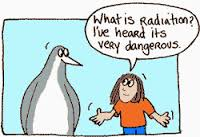 What is Radiation?
I've heard its
very dangerous.